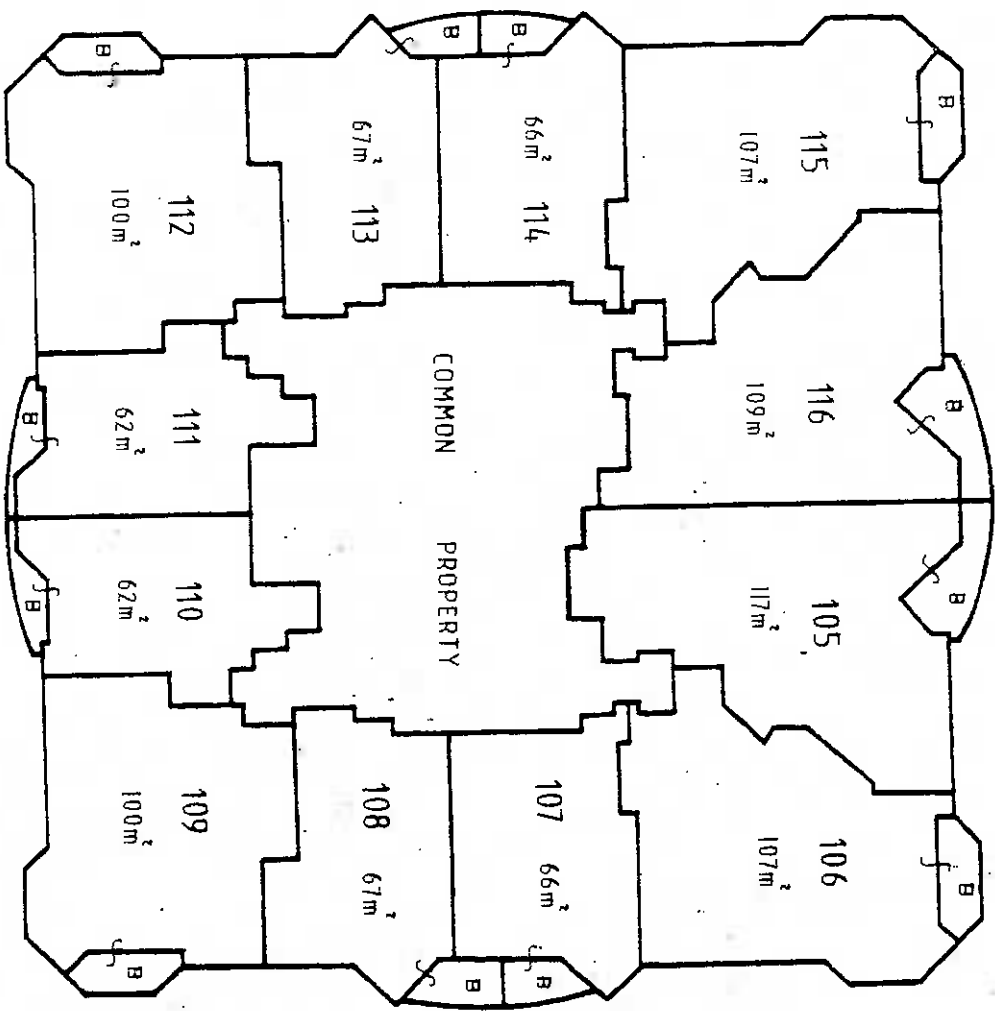 B B B B
115 116 105 106
107m² 109m² 117m² 107m²
B 66m² 114 107 66m² B
B COMMON PROPERTY B
67m² 113 108 67m²
112 111 110 109
100m² 62m² 62m² 100m²
B B
B B